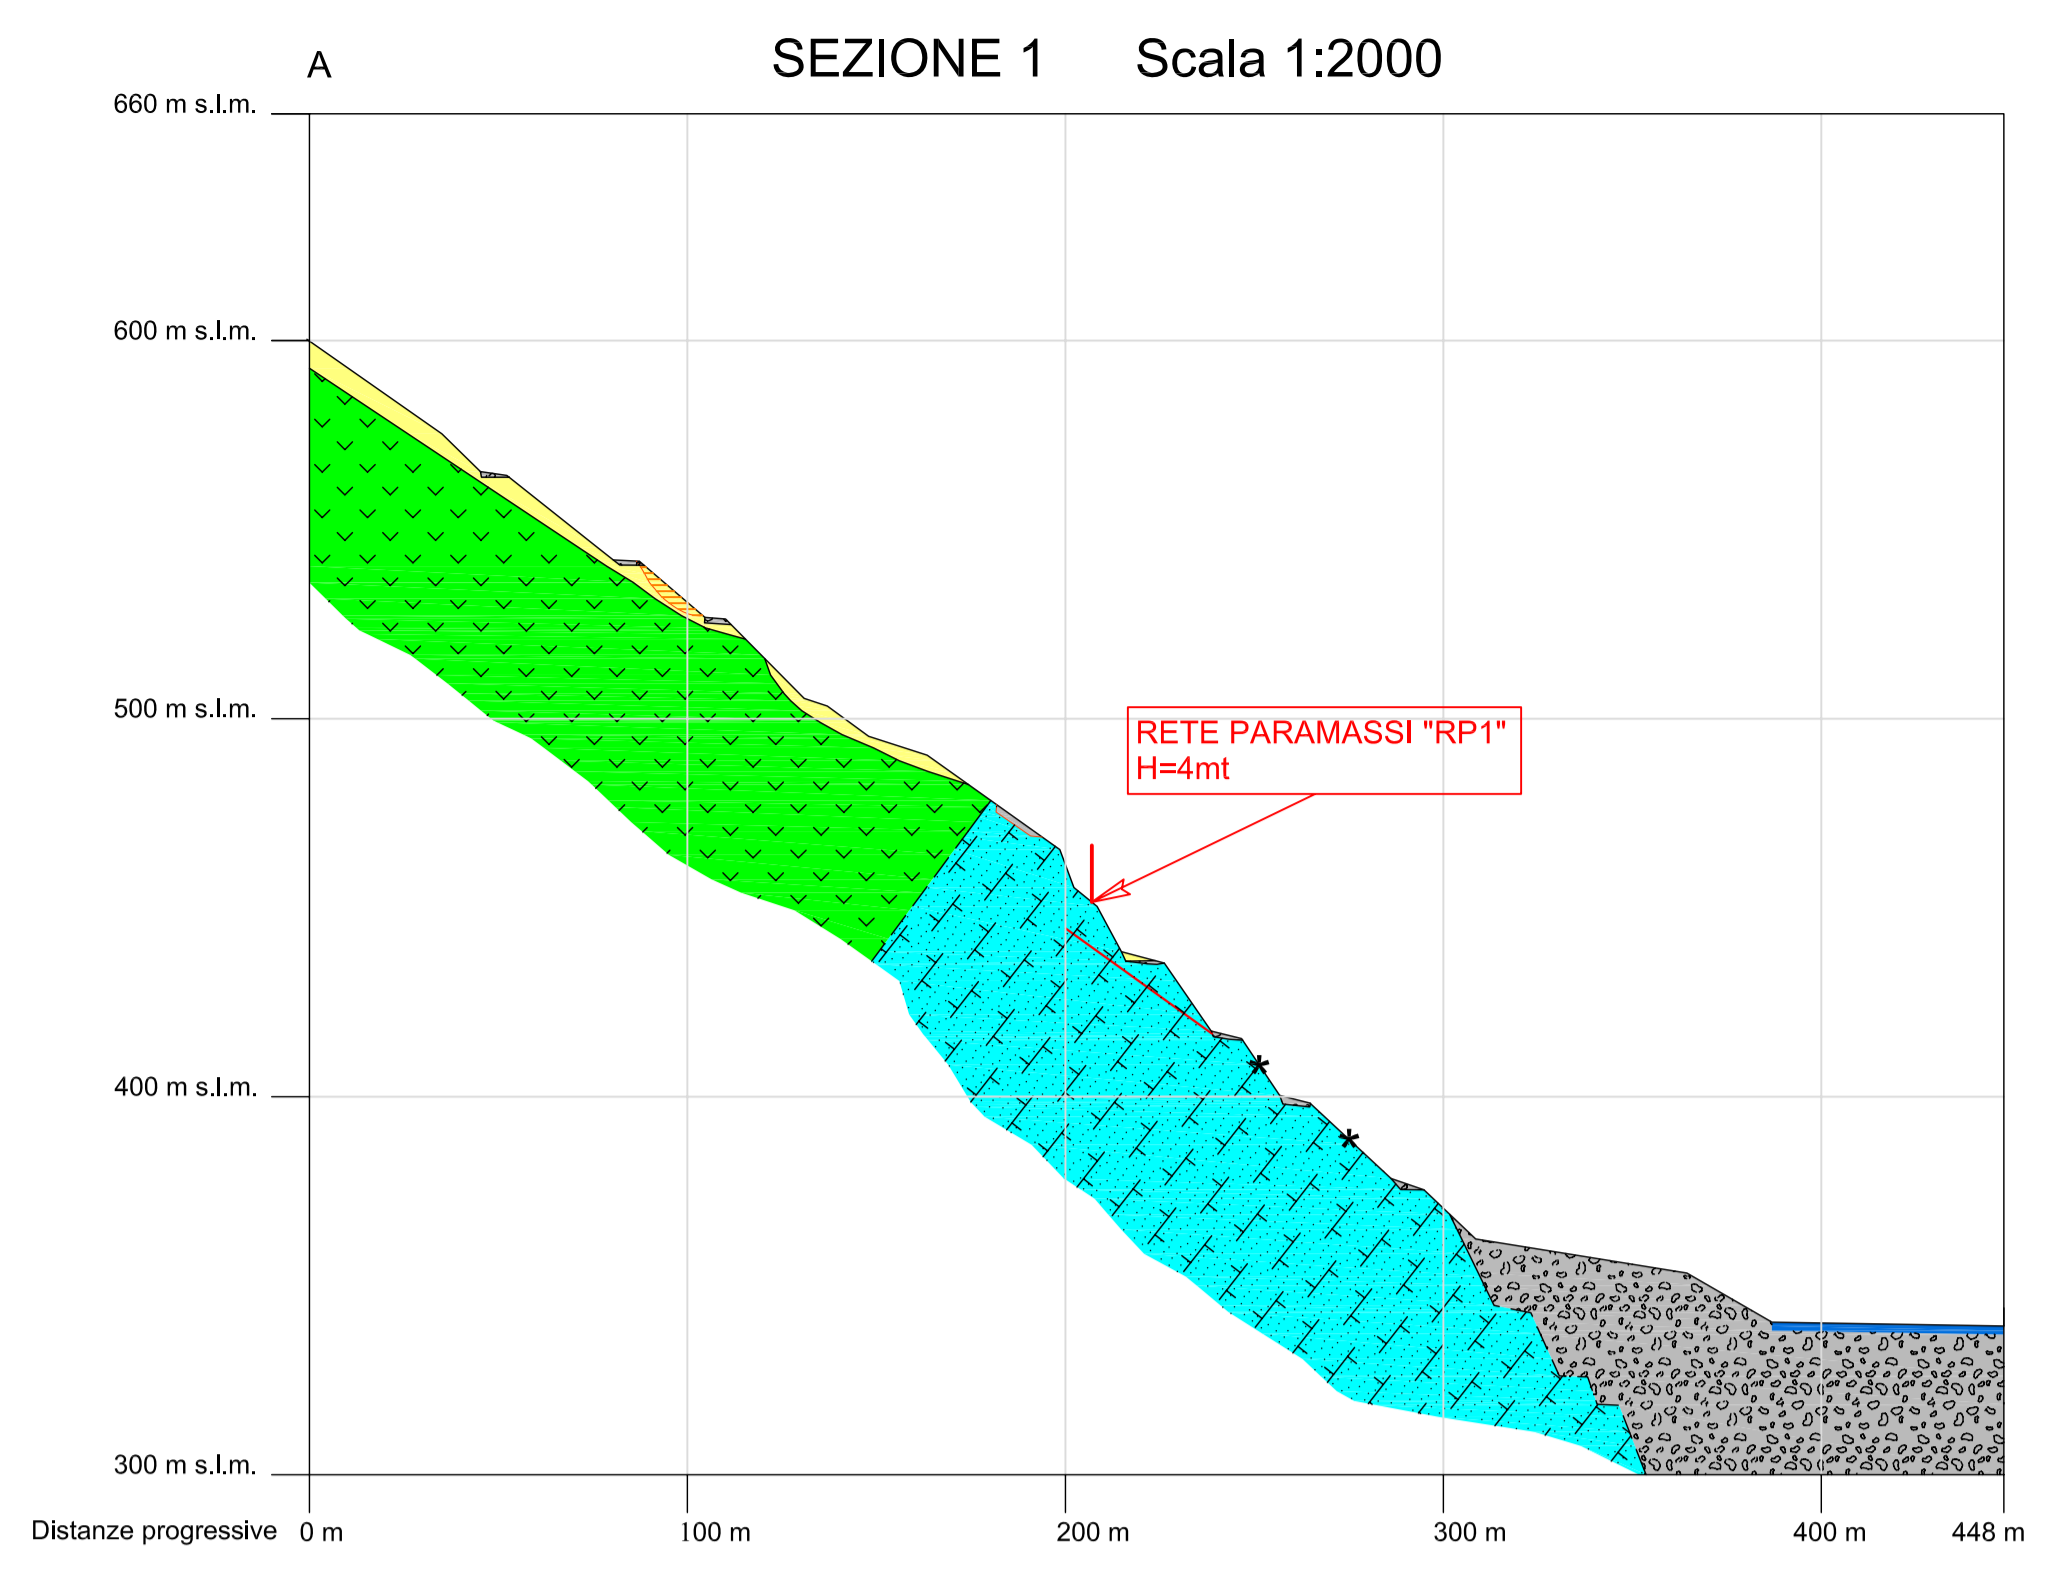 A
SEZIONE 1 Scala 1:2000
660 m s.l.m.
600 m s.l.m.
500 m s.l.m.
RETE PARAMASSI "RP1"
H=4mt
400 m s.l.m.
300 m s.l.m.
Distanze progressive 0 m 100 m 200 m 300 m 400 m 448 m